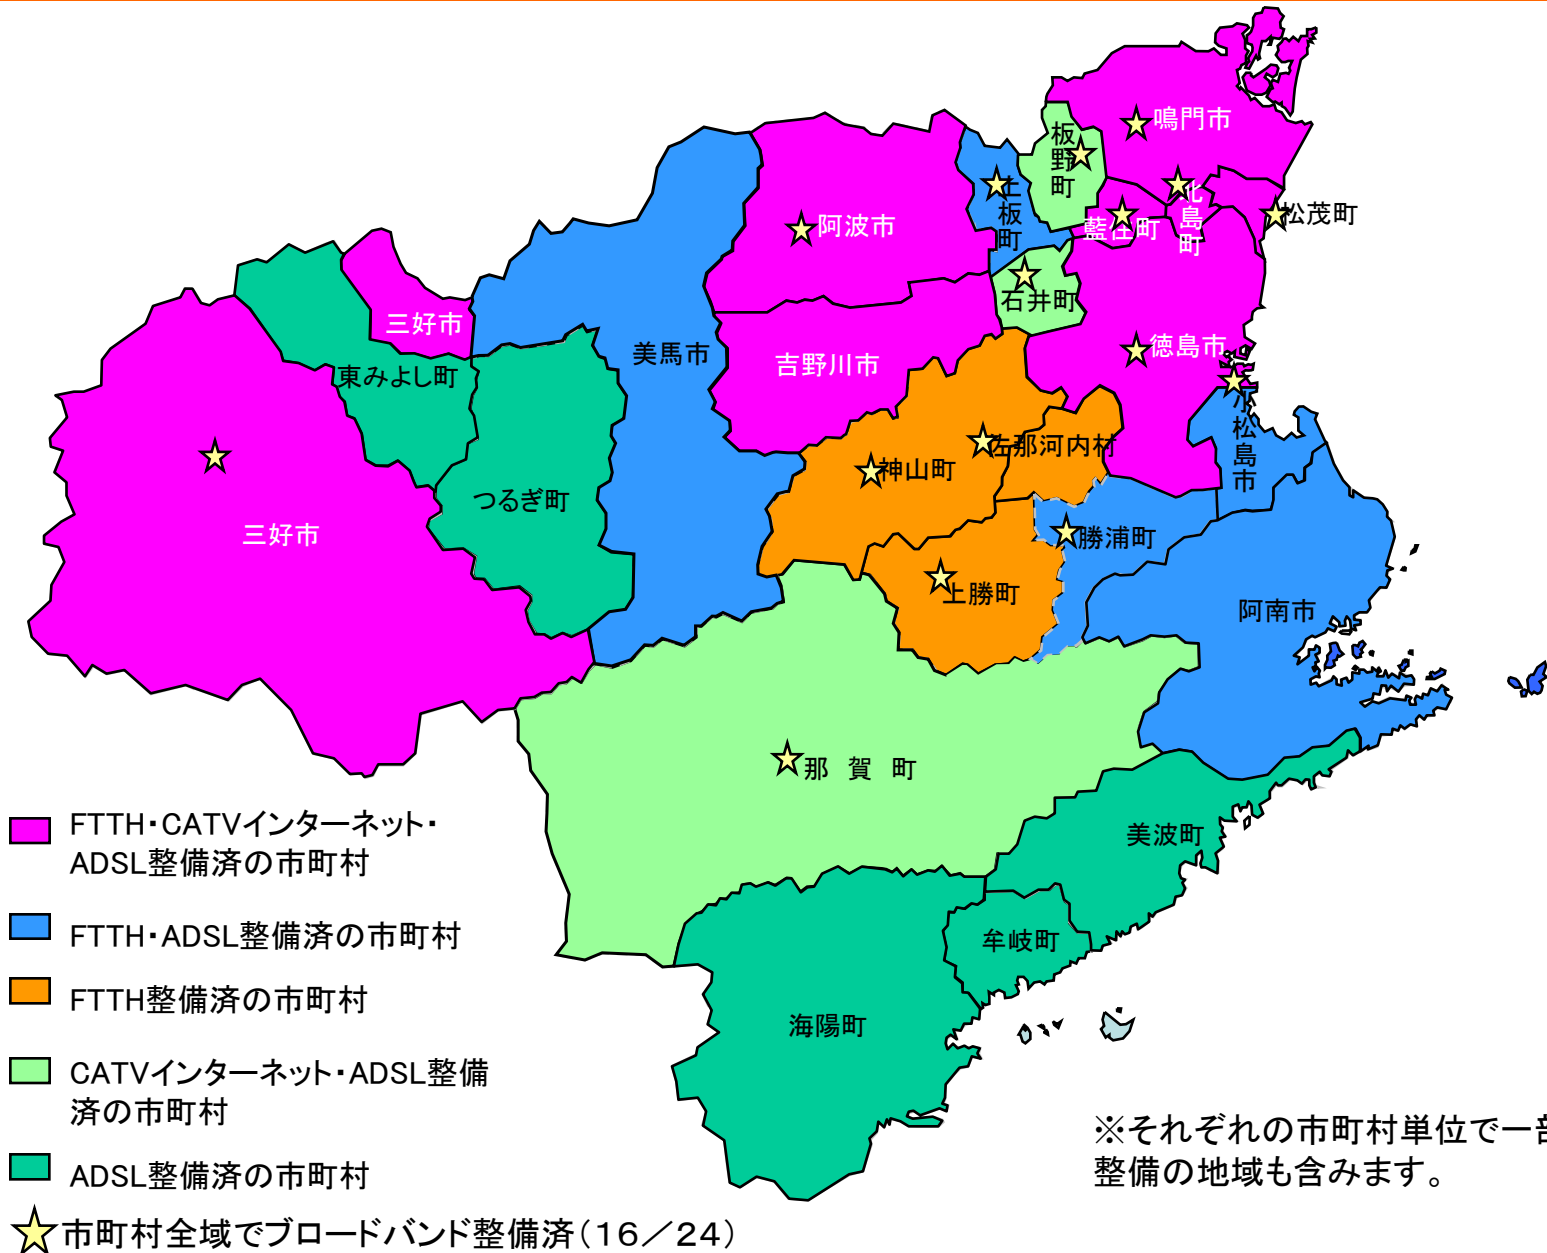 鳴門市
板野町
上板町
北島町
松茂町
藍住町
阿波市
石井町
三好市
徳島市
美馬市
吉野川市
東みよし町
小松島市
佐那河内村
神山町
つるぎ町
三好市
勝浦町
上勝町
阿南市
那 賀 町
美波町
牟岐町
海陽町
FTTH・CATVインターネット・
ADSL整備済の市町村
FTTH・ADSL整備済の市町村
FTTH整備済の市町村
CATVインターネット・ADSL整備
済の市町村
ADSL整備済の市町村
市町村全域でブロードバンド整備済(16/24)
※それぞれの市町村単位で一部
整備の地域も含みます。